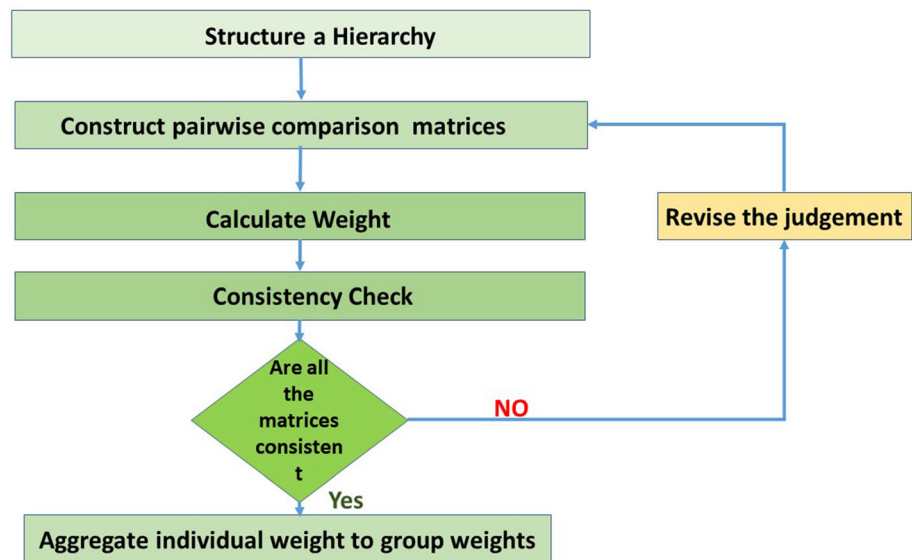 Structure a Hierarchy
Construct pairwise comparison matrices
Calculate Weight
Revise the judgement
Consistency Check
Are all
the
matrices
consisten
t
NO
Yes
Aggregate individual weight to group weights